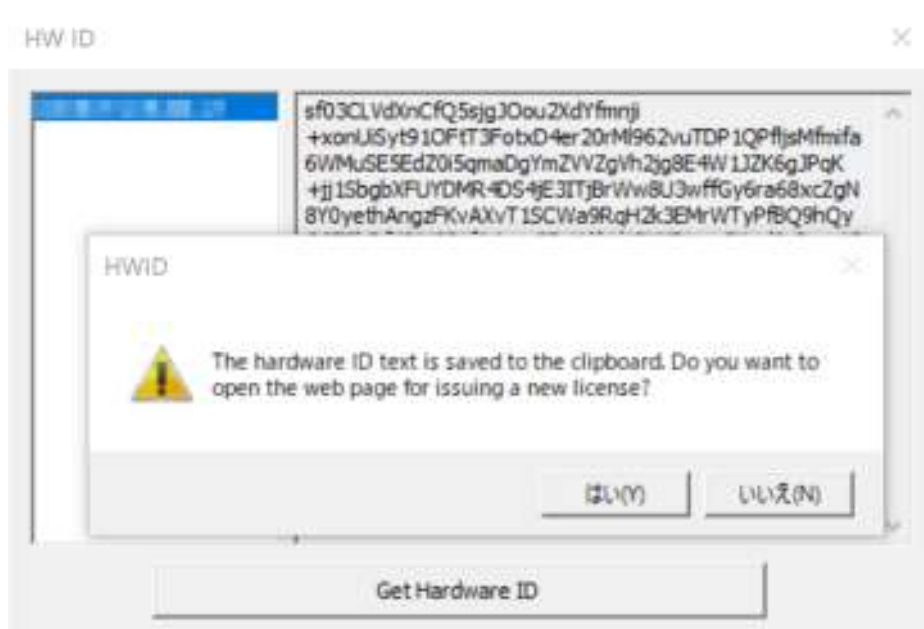 HW ID
sf03CLVdXnCfQ5sjgJOou2XdYfmnji
+xonUiSyt91OFtT3FotxD4er20rMl962vuTDP1QPfljsMfmifa
6WMuSESEdZ0i5qmaDgYmZVVZgVh2jg8E4W1JZK6gJPqK
+jj1SbgbXFUYDMR4DS4jE3ITjBrWw8U3wffGy6ra68xcZgN
8Y0yethAngzFKvAXvT1SCWa9RqH2k3EMrWTyPfBQ9hQy
HWID
The hardware ID text is saved to the clipboard. Do you want to
open the web page for issuing a new license?
はい(Y)
いいえ(N)
Get Hardware ID